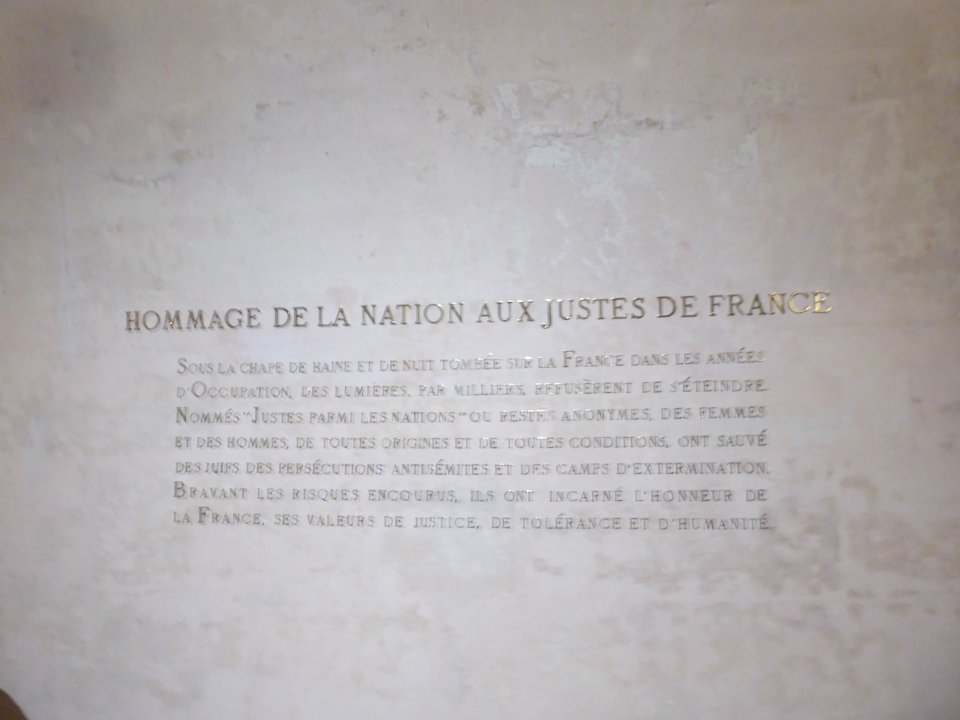 HOMMAGE DE LA NATION AUX JUSTES DE FRANCE
SOUS LA CHAPE DE HAINE ET DE NUIT TOMBÉE SUR LA FRANCE DANS LES ANNÉES
D'OCCUPATION, DES LUMIÈRES, PAR MILLIERS, REFUSÈRENT DE S'ÉTEINDRE.
NOMMÉS "JUSTES PARMI LES NATIONS" OU RESTÉS ANONYMES, DES FEMMES
ET DES HOMMES, DE TOUTES ORIGINES ET DE TOUTES CONDITIONS, ONT SAUVÉ
DES JUIFS DES PERSÉCUTIONS ANTISÉMITES ET DES CAMPS D'EXTERMINATION.
BRAVANT LES RISQUES ENCOURUS, ILS ONT INCARNÉ L'HONNEUR DE
LA FRANCE, SES VALEURS DE JUSTICE, DE TOLÉRANCE ET D'HUMANITÉ.